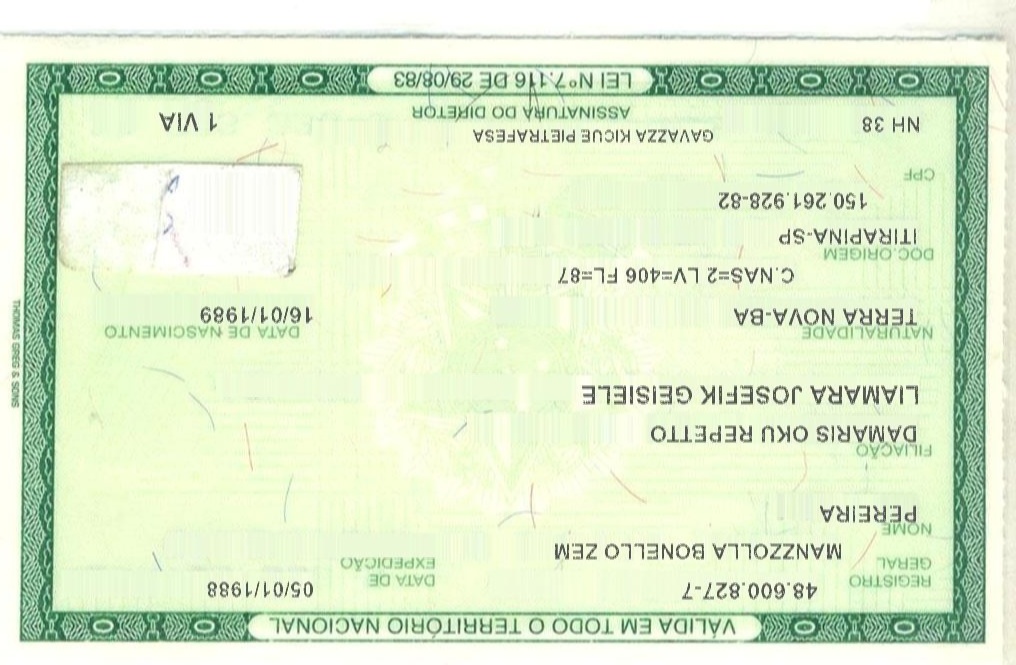 VÁLIDA EM TODO O TERRITÓRIO NACIONAL
REGISTRO GERAL 48.600.827-7 DATA DE EXPEDIÇÃO 05/01/1988
NOME MANZZOLLA BONELLO ZEM
PEREIRA
FILIAÇÃO
DAMARIS OKU REPETTO
LIAMARA JOSEFIK GEISIELE
NATURALIDADE DATA DE NASCIMENTO
TERRA NOVA-BA 16/01/1989
C.NAS=2 LV=406 FL=87
DOC.ORIGEM
ITIRAPINA-SP
150.261.928-82
CPF
GAVAZZA KICUE PIETRAFESA
NH 38 ASSINATURA DO DIRETOR 1 VIA
LEI Nº 7.116 DE 29/08/83
THOMAS GREG & SONS